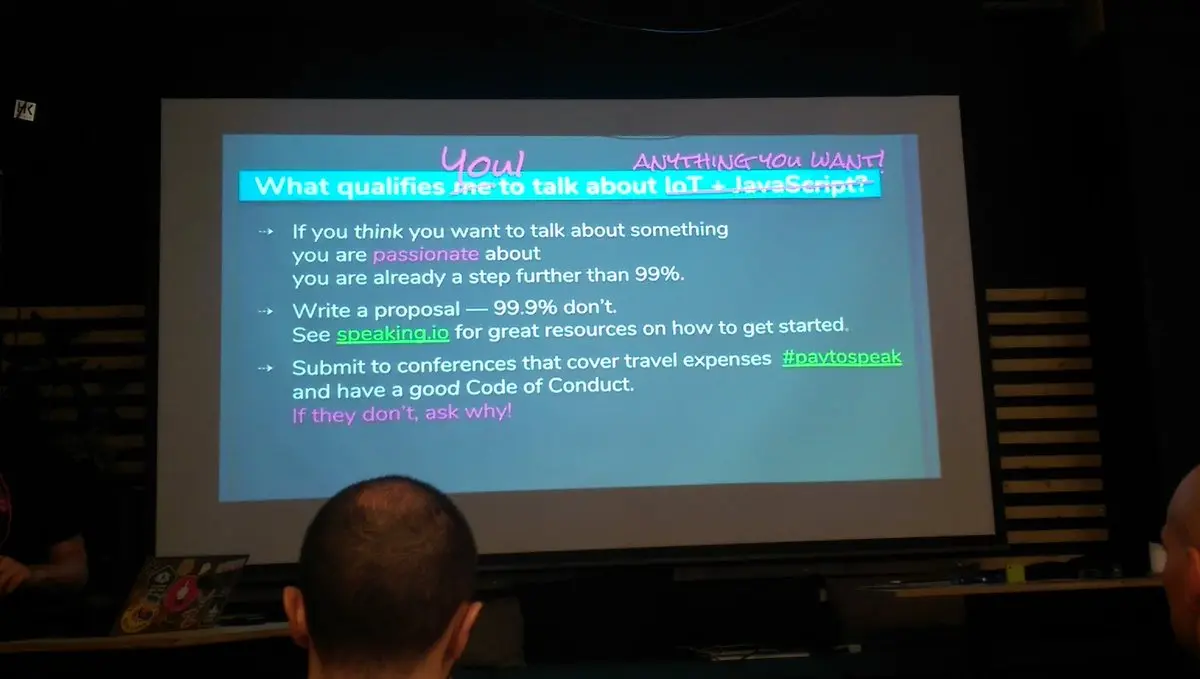 You!
ANYTHING YOU WANT!
What qualifies me to talk about IoT + JavaScript?
⇢ If you think you want to talk about something
you are passionate about
you are already a step further than 99%.
⇢ Write a proposal — 99.9% don't.
See speaking.io for great resources on how to get started.
⇢ Submit to conferences that cover travel expenses #paytospeak
and have a good Code of Conduct.
If they don't, ask why!